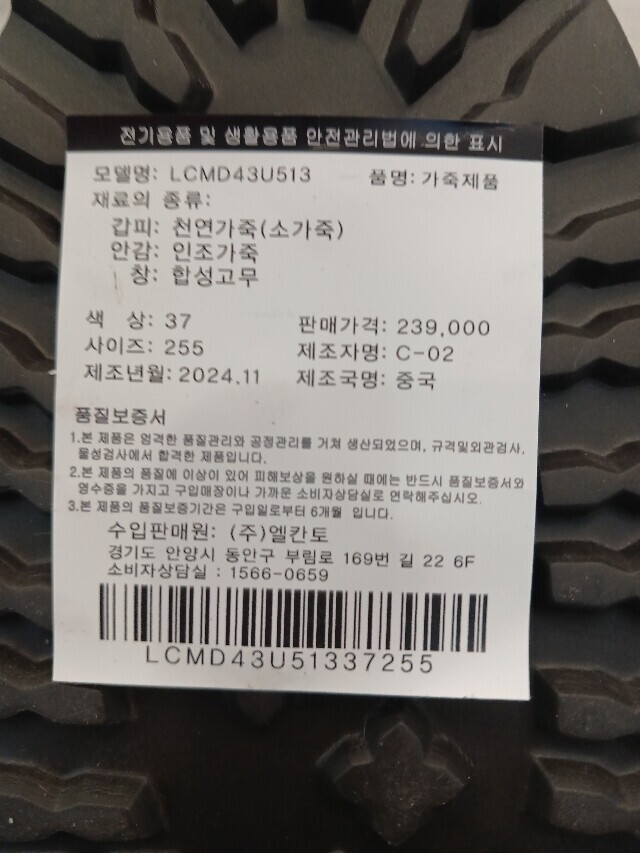 전기용품 및 생활용품 안전관리법에 의한 표시
모델명: LCMD43U513 품명: 가죽제품
재료의 종류:
갑피: 천연가죽(소가죽)
안감: 인조가죽
창: 합성고무
색 상: 37 판매가격: 239,000
사이즈: 255 제조자명: C-02
제조년월: 2024.11 제조국명: 중국
품질보증서
1.본 제품은 엄격한 품질관리와 공정관리를 거쳐 생산되었으며, 규격및외관검사,
물성검사에서 합격한 제품입니다.
2.본 제품의 품질에 이상이 있어 피해보상을 원하실 때에는 반드시 품질보증서와
영수증을 가지고 구입매장이나 가까운 소비자상담실로 연락해주십시오.
3.본 제품의 품질보증기간은 구입일로부터 6개월 입니다.
수입판매원: (주)엘칸토
경기도 안양시 동안구 부림로 169번 길 22 6F
소비자상담실 : 1566-0659
LCMD43U51337255